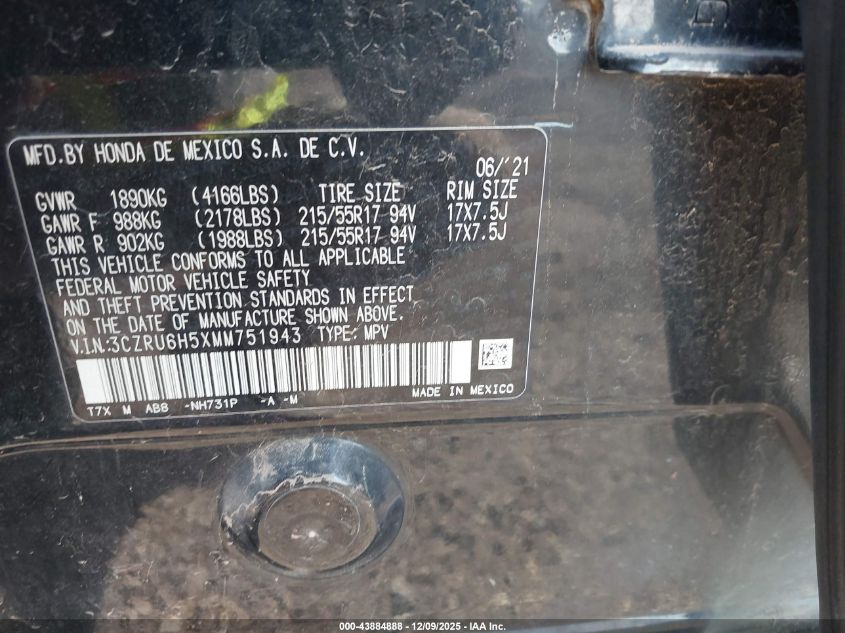 MFD.BY HONDA DE MEXICO S.A. DE C.V.
06/'21
GVWR 1890KG (4166LBS) TIRE SIZE RIM SIZE
GAWR F 988KG (2178LBS) 215/55R17 94V 17X7.5J
GAWR R 902KG (1988LBS) 215/55R17 94V 17X7.5J
THIS VEHICLE CONFORMS TO ALL APPLICABLE
FEDERAL MOTOR VEHICLE SAFETY
AND THEFT PREVENTION STANDARDS IN EFFECT
ON THE DATE OF MANUFACTURE SHOWN ABOVE.
V.I.N:3CZRU6H5XMM751943 TYPE: MPV
T7X M AB8 -NH731P -A -M MADE IN MEXICO
000-43884888 - 12/09/2025 - IAA Inc.